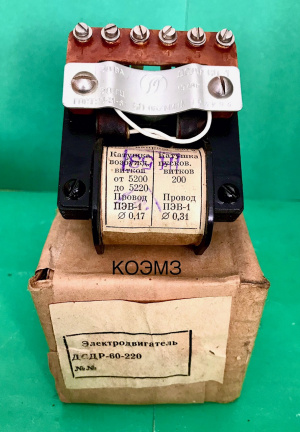 Катушка
возбужд.
витков
от 5200
до 5220
Провод
ПЭВ-1
Ø 0,17
Катушка
пусков.
витков
200
Провод
ПЭВ-1
Ø 0,31
КОЭМЗ
Электродвигатель
ДСДР-60-220
№№